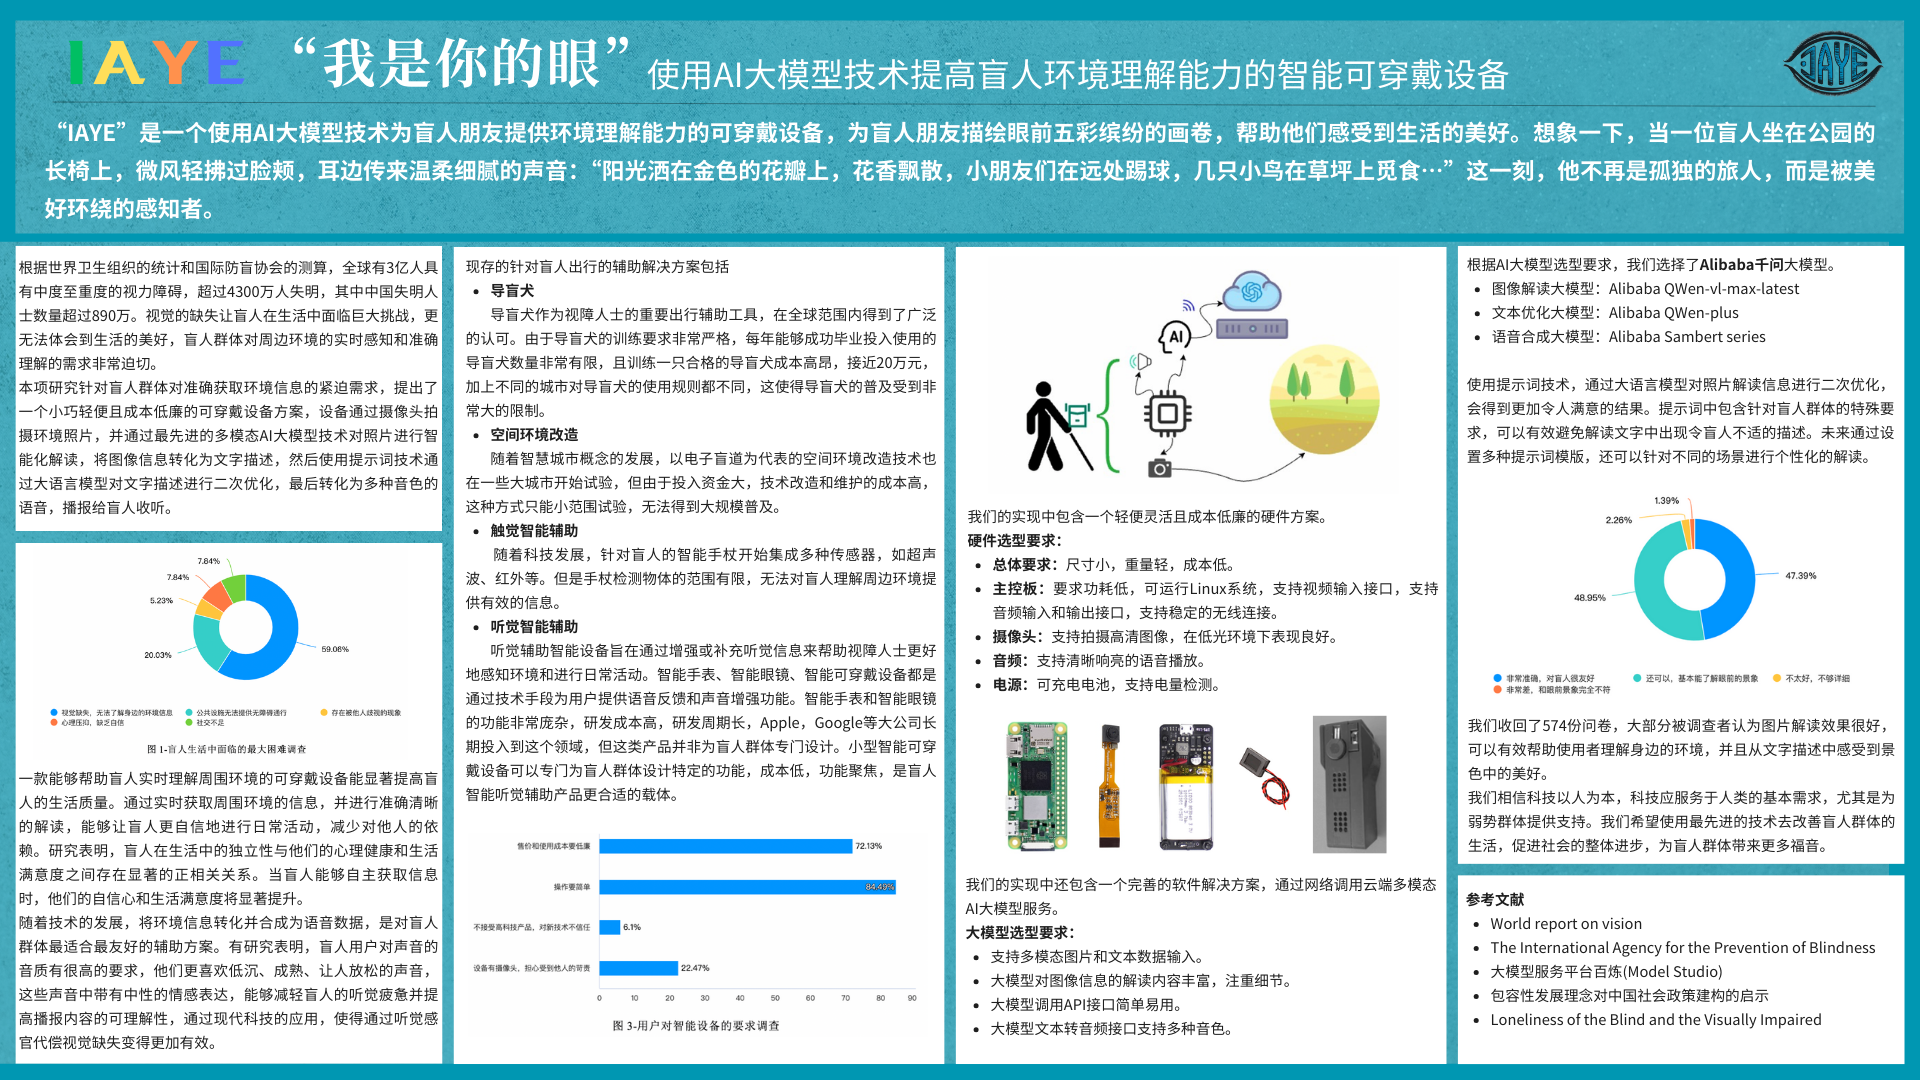 IAYE “我是你的眼” 使用AI大模型技术提高盲人环境理解能力的智能可穿戴设备
IAYE
“IAYE”是一个使用AI大模型技术为盲人朋友提供环境理解能力的可穿戴设备，为盲人朋友描绘眼前五彩缤纷的画卷，帮助他们感受到生活的美好。想象一下，当一位盲人坐在公园的
长椅上，微风轻拂过脸颊，耳边传来温柔细腻的声音：“阳光洒在金色的花瓣上，花香飘散，小朋友们在远处踢球，几只小鸟在草坪上觅食…”这一刻，他不再是孤独的旅人，而是被美
好环绕的感知者。
根据世界卫生组织的统计和国际防盲协会的测算，全球有3亿人具
有中度至重度的视力障碍，超过4300万人失明，其中中国失明人
士数量超过890万。视觉的缺失让盲人在生活中面临巨大挑战，更
无法体会到生活的美好，盲人群体对周边环境的实时感知和准确
理解的需求非常迫切。
本项研究针对盲人群体对准确获取环境信息的紧迫需求，提出了
一个小巧轻便且成本低廉的可穿戴设备方案，设备通过摄像头拍
摄环境照片，并通过最先进的多模态AI大模型技术对照片进行智
能化解读，将图像信息转化为文字描述，然后使用提示词技术通
过大语言模型对文字描述进行二次优化，最后转化为多种音色的
语音，播报给盲人收听。
7.84%
7.84%
5.23%
20.03%
59.06%
视觉缺失，无法了解身边的环境信息
公共设施无法提供无障碍通行
存在被他人歧视的现象
心理压抑，缺乏自信
社交不足
图 1-盲人生活中面临的最大困难调查
一款能够帮助盲人实时理解周围环境的可穿戴设备能显著提高盲
人的生活质量。通过实时获取周围环境的信息，并进行准确清晰
的解读，能够让盲人更自信地进行日常活动，减少对他人的依
赖。研究表明，盲人在生活中的独立性与他们的心理健康和生活
满意度之间存在显著的正相关关系。当盲人能够自主获取信息
时，他们的自信心和生活满意度将显著提升。
随着技术的发展，将环境信息转化并合成为语音数据，是对盲人
群体最适合最友好的辅助方案。有研究表明，盲人用户对声音的
音质有很高的要求，他们更喜欢低沉、成熟、让人放松的声音，
这些声音中带有中性的情感表达，能够减轻盲人的听觉疲惫并提
高播报内容的可理解性，通过现代科技的应用，使得通过听觉感
官代偿视觉缺失变得更加有效。
现存的针对盲人出行的辅助解决方案包括
• 导盲犬
导盲犬作为视障人士的重要出行辅助工具，在全球范围内得到了广泛
的认可。由于导盲犬的训练要求非常严格，每年能够成功毕业投入使用的
导盲犬数量非常有限，且训练一只合格的导盲犬成本高昂，接近20万元，
加上不同的城市对导盲犬的使用规则都不同，这使得导盲犬的普及受到非
常大的限制。
• 空间环境改造
随着智慧城市概念的发展，以电子盲道为代表的空间环境改造技术也
在一些大城市开始试验，但由于投入资金大，技术改造和维护的成本高，
这种方式只能小范围试验，无法得到大规模普及。
• 触觉智能辅助
随着科技发展，针对盲人的智能手杖开始集成多种传感器，如超声
波、红外等。但是手杖检测物体的范围有限，无法对盲人理解周边环境提
供有效的信息。
• 听觉智能辅助
听觉辅助智能设备旨在通过增强或补充听觉信息来帮助视障人士更好
地感知环境和进行日常活动。智能手表、智能眼镜、智能可穿戴设备都是
通过技术手段为用户提供语音反馈和声音增强功能。智能手表和智能眼镜
的功能非常庞杂，研发成本高，研发周期长，Apple，Google等大公司长
期投入到这个领域，但这类产品并非为盲人群体专门设计。小型智能可穿
戴设备可以专门为盲人群体设计特定的功能，成本低，功能聚焦，是盲人
智能听觉辅助产品更合适的载体。
售价和使用成本要低廉 72.13%
操作要简单 84.49%
不接受高科技产品，对新技术不信任 6.1%
设备有摄像头，担心受到他人的苛责 22.47%
0 10 20 30 40 50 60 70 80 90
图 3-用户对智能设备的要求调查
AI
我们的实现中包含一个轻便灵活且成本低廉的硬件方案。
硬件选型要求：
• 总体要求：尺寸小，重量轻，成本低。
• 主控板：要求功耗低，可运行Linux系统，支持视频输入接口，支持
音频输入和输出接口，支持稳定的无线连接。
• 摄像头：支持拍摄高清图像，在低光环境下表现良好。
• 音频：支持清晰响亮的语音播放。
• 电源：可充电电池，支持电量检测。
我们的实现中还包含一个完善的软件解决方案，通过网络调用云端多模态
AI大模型服务。
大模型选型要求：
• 支持多模态图片和文本数据输入。
• 大模型对图像信息的解读内容丰富，注重细节。
• 大模型调用API接口简单易用。
• 大模型文本转音频接口支持多种音色。
根据AI大模型选型要求，我们选择了Alibaba千问大模型。
• 图像解读大模型：Alibaba QWen-vl-max-latest
• 文本优化大模型：Alibaba QWen-plus
• 语音合成大模型：Alibaba Sambert series
使用提示词技术，通过大语言模型对照片解读信息进行二次优化，
会得到更加令人满意的结果。提示词中包含针对盲人群体的特殊要
求，可以有效避免解读文字中出现令盲人不适的描述。未来通过设
置多种提示词模版，还可以针对不同的场景进行个性化的解读。
1.39%
2.26%
47.39%
48.95%
非常准确，对盲人很友好
还可以，基本能了解眼前的景象
不太好，不够详细
非常差，和眼前景象完全不符
我们收回了574份问卷，大部分被调查者认为图片解读效果很好，
可以有效帮助使用者理解身边的环境，并且从文字描述中感受到景
色中的美好。
我们相信科技以人为本，科技应服务于人类的基本需求，尤其是为
弱势群体提供支持。我们希望使用最先进的技术去改善盲人群体的
生活，促进社会的整体进步，为盲人群体带来更多福音。
参考文献
• World report on vision
• The International Agency for the Prevention of Blindness
• 大模型服务平台百炼(Model Studio)
• 包容性发展理念对中国社会政策建构的启示
• Loneliness of the Blind and the Visually Impaired